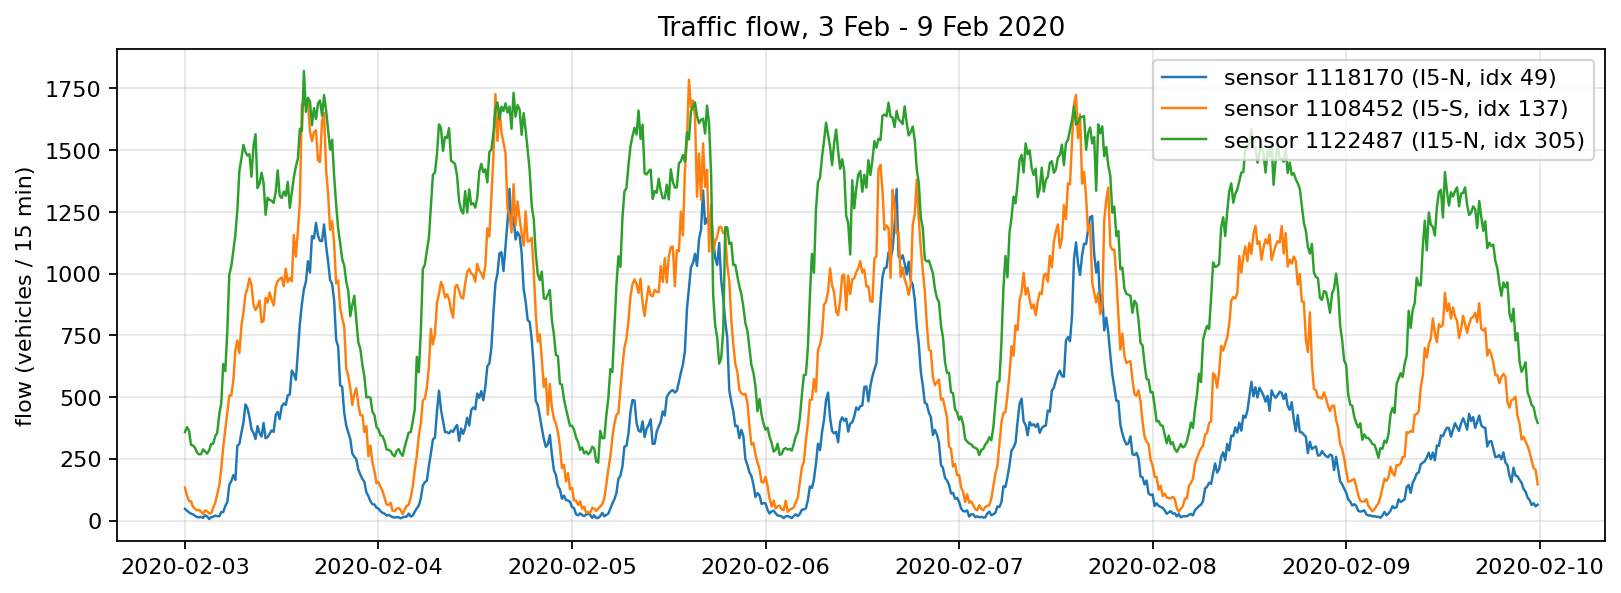 Traffic flow, 3 Feb - 9 Feb 2020
flow (vehicles / 15 min)
1750
1500
1250
1000
750
500
250
0
sensor 1118170 (I5-N, idx 49)
sensor 1108452 (I5-S, idx 137)
sensor 1122487 (I15-N, idx 305)
2020-02-03 2020-02-04 2020-02-05 2020-02-06 2020-02-07 2020-02-08 2020-02-09 2020-02-10